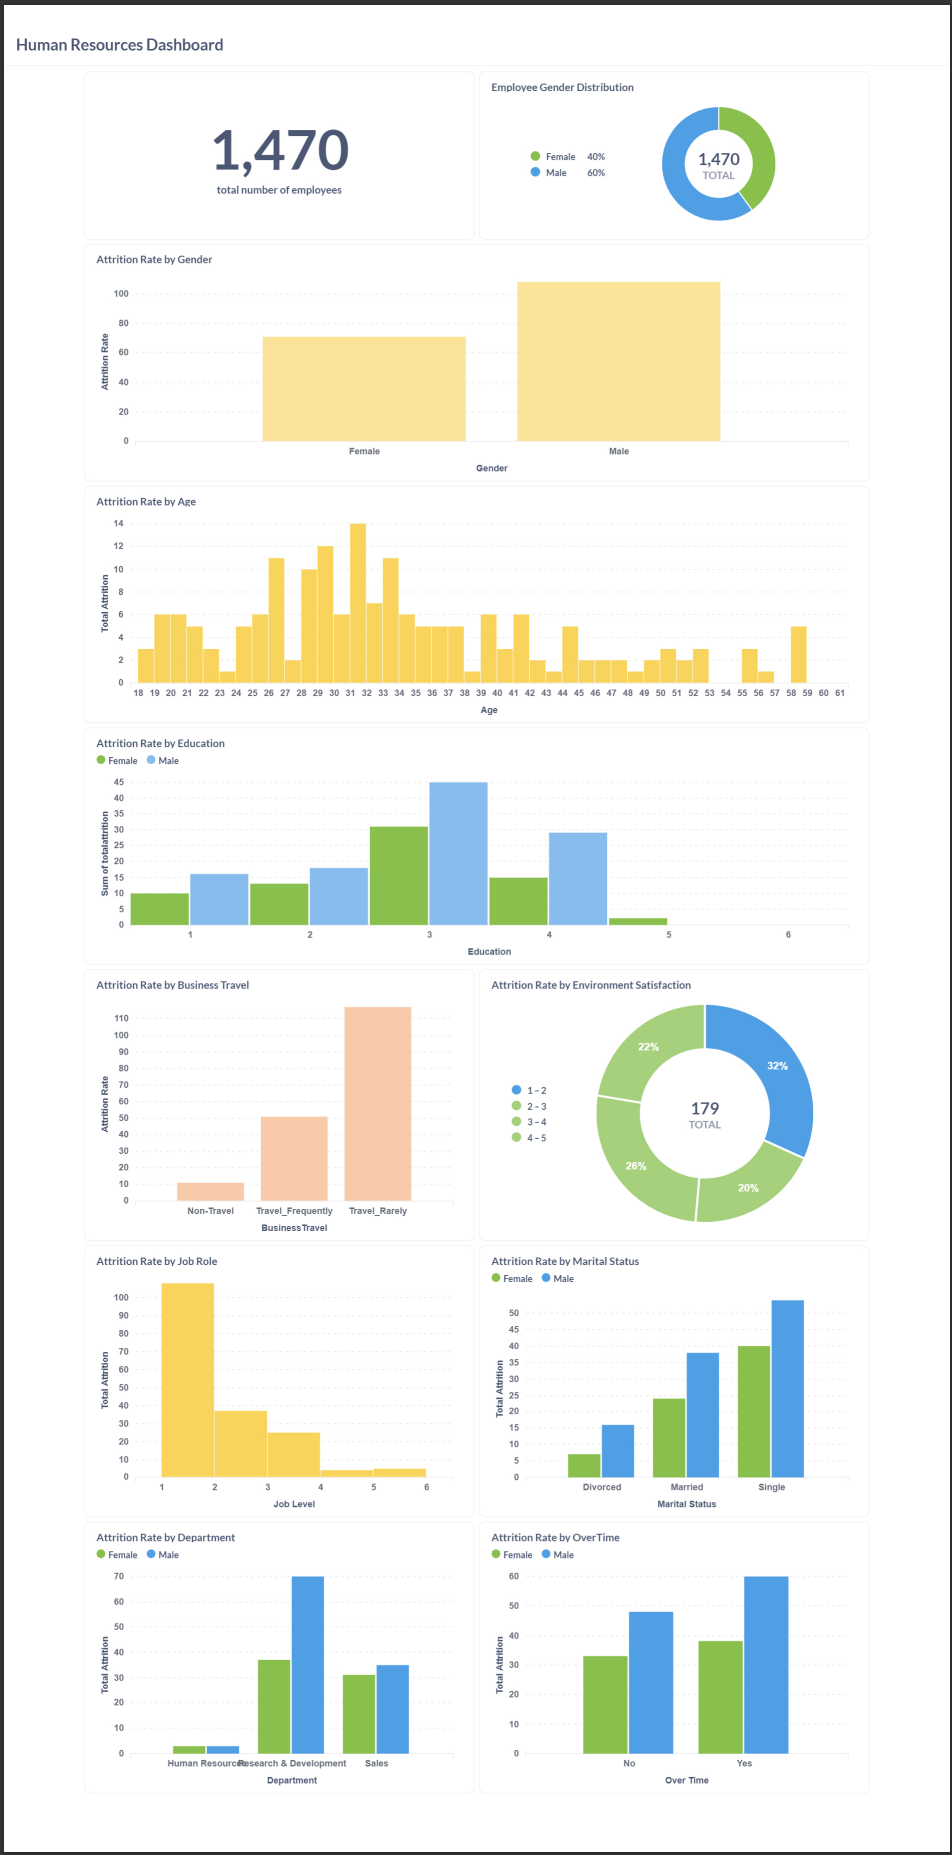 Human Resources Dashboard
1,470
total number of employees
Employee Gender Distribution
Female 40%
Male 60%
1,470
TOTAL
Attrition Rate by Gender
Attrition Rate
100
80
60
40
20
0
Female Male
Gender
Attrition Rate by Age
Total Attrition
14
12
10
8
6
4
2
0
18 19 20 21 22 23 24 25 26 27 28 29 30 31 32 33 34 35 36 37 38 39 40 41 42 43 44 45 46 47 48 49 50 51 52 53 54 55 56 57 58 59 60 61
Age
Attrition Rate by Education
Female Male
Sum of totalattrition
45
40
35
30
25
20
15
10
5
0
1 2 3 4 5 6
Education
Attrition Rate by Business Travel
Attrition Rate
110
100
90
80
70
60
50
40
30
20
10
0
Non-Travel Travel_Frequently Travel_Rarely
BusinessTravel
Attrition Rate by Environment Satisfaction
1 – 2
2 – 3
3 – 4
4 – 5
22%
32%
179
TOTAL
26%
20%
Attrition Rate by Job Role
Total Attrition
100
90
80
70
60
50
40
30
20
10
0
1 2 3 4 5 6
Job Level
Attrition Rate by Marital Status
Female Male
Total Attrition
50
45
40
35
30
25
20
15
10
5
0
Divorced Married Single
Marital Status
Attrition Rate by Department
Female Male
Total Attrition
70
60
50
40
30
20
10
0
Human Resources Research & Development Sales
Department
Attrition Rate by OverTime
Female Male
Total Attrition
60
50
40
30
20
10
0
No Yes
Over Time